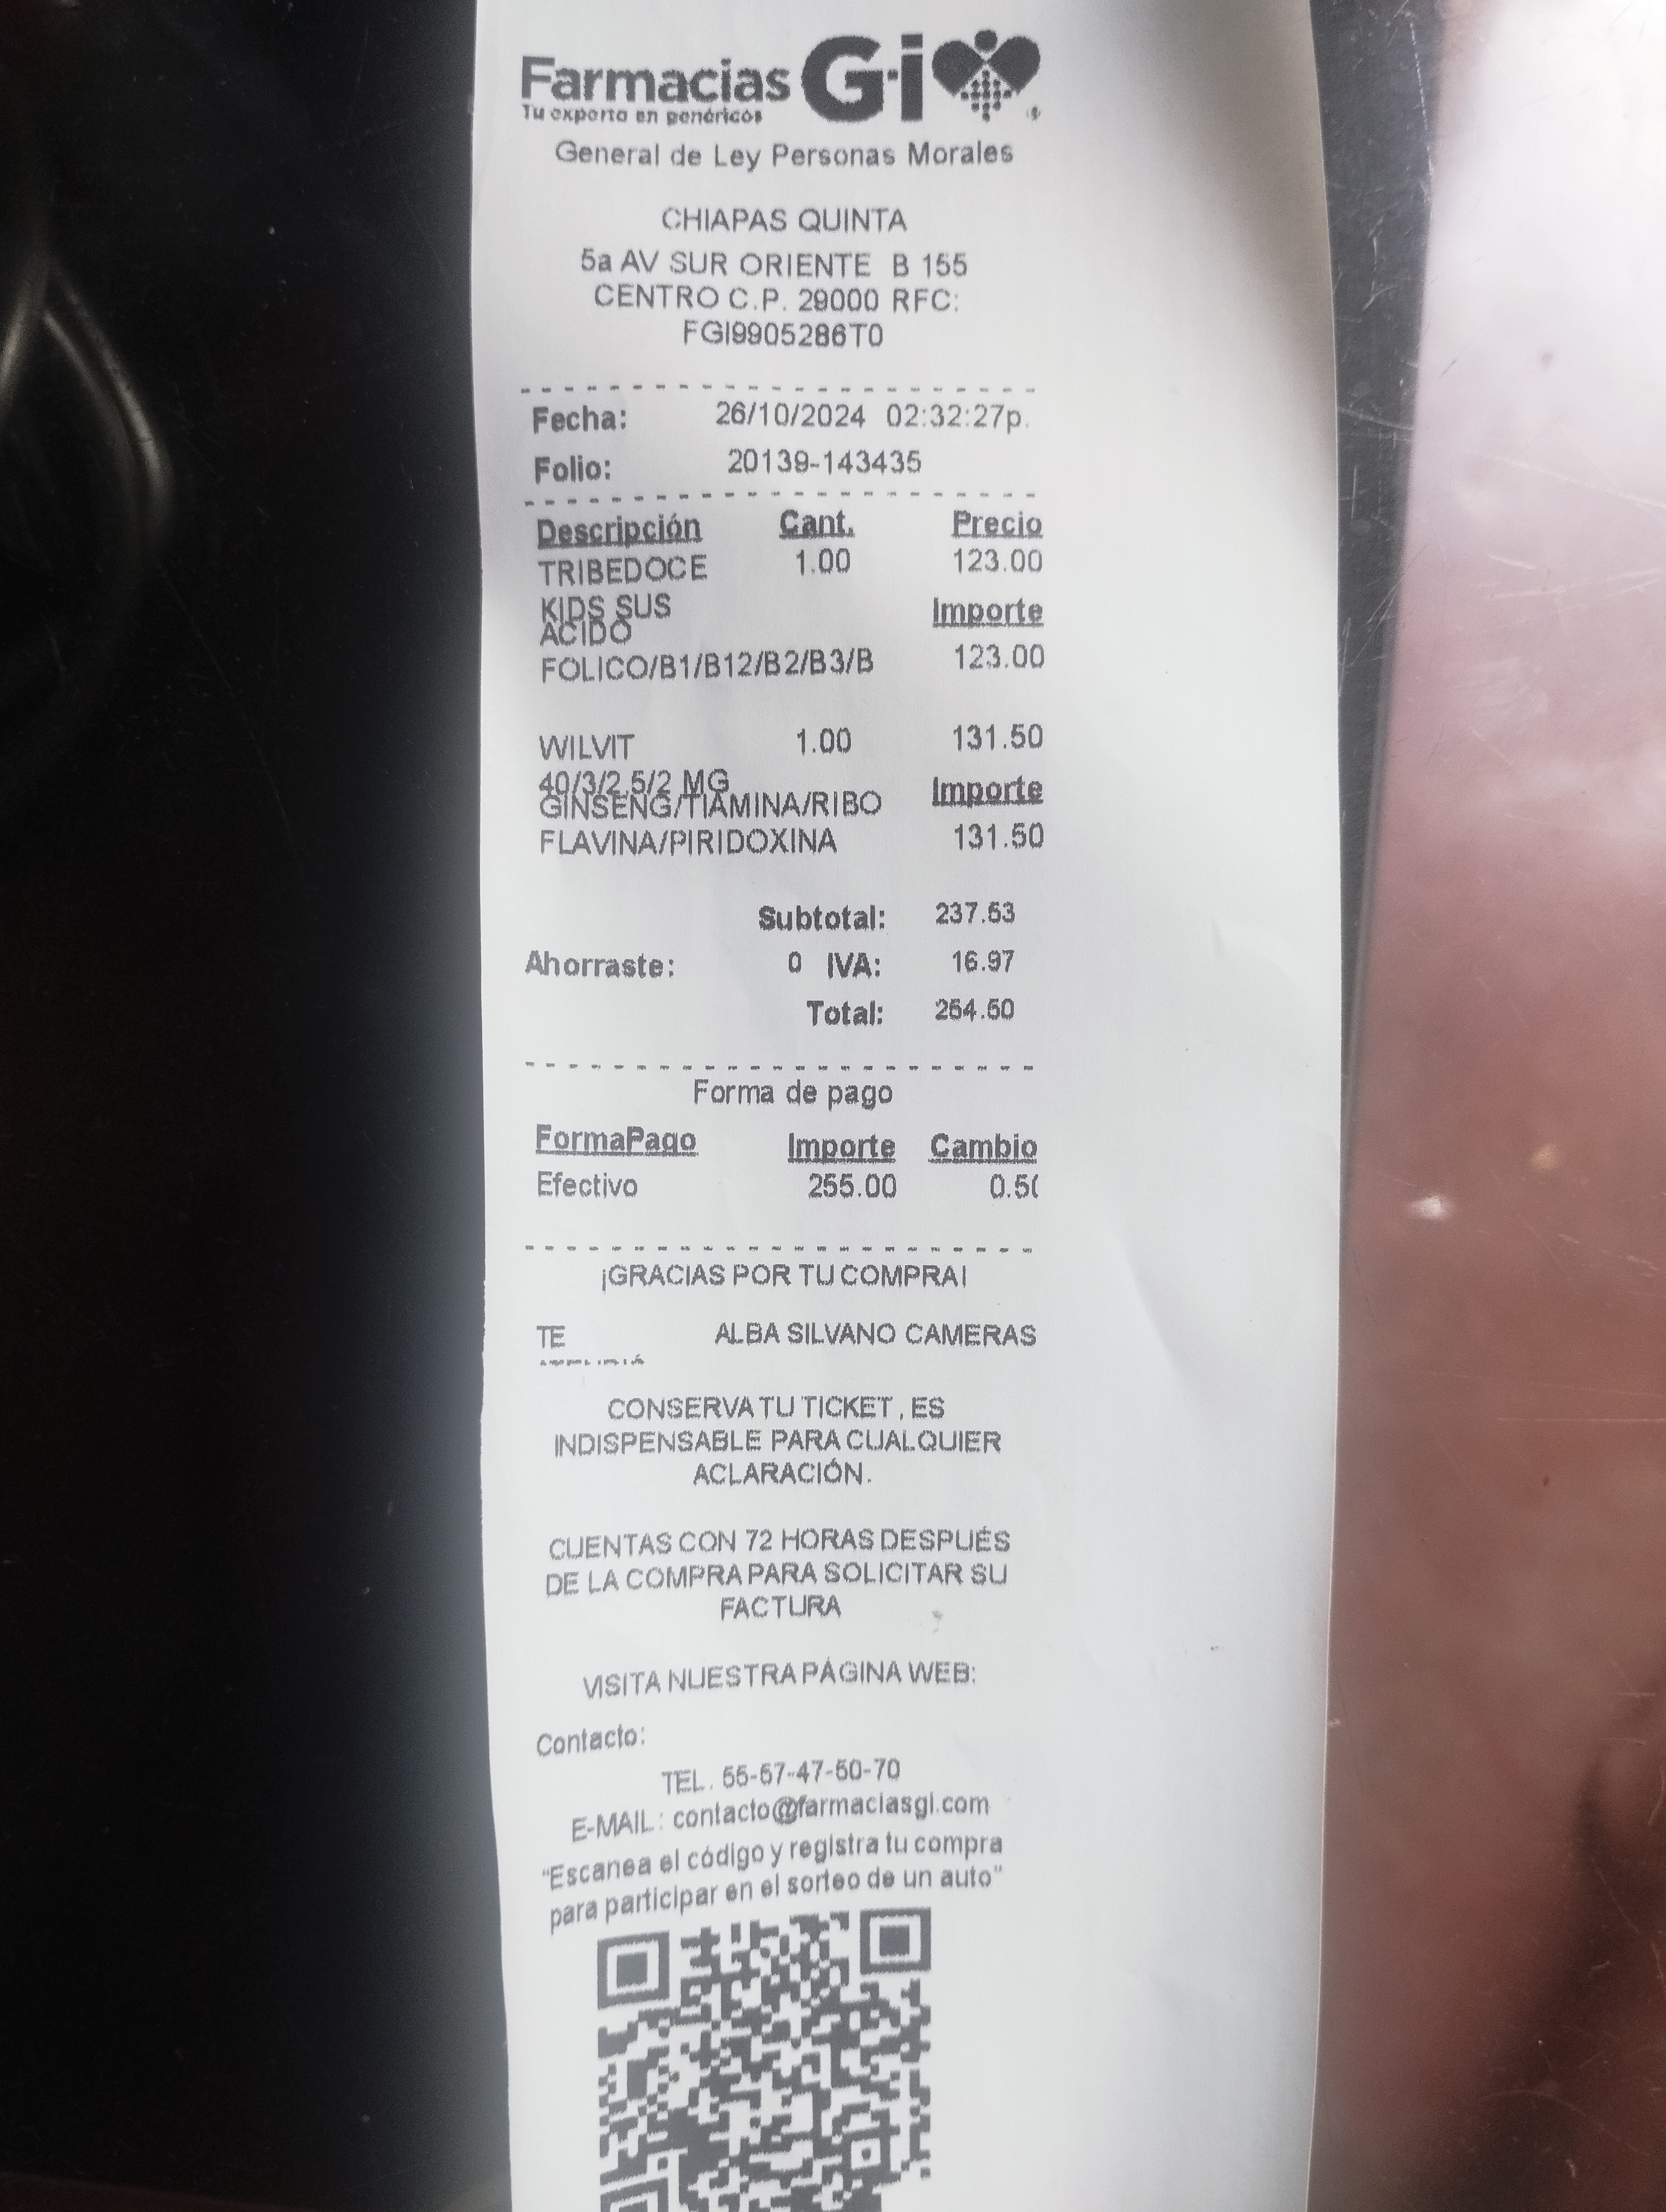 Farmacias G·i
Tu experto en genéricos
General de Ley Personas Morales
CHIAPAS QUINTA
5a AV SUR ORIENTE B 155
CENTRO C.P. 29000 RFC:
FGI9905286T0
Fecha: 26/10/2024 02:32:27p.
Folio: 20139-143435
Descripción Cant. Precio
TRIBEDOCE 1.00 123.00
KIDS SUS Importe
ACIDO
FOLICO/B1/B12/B2/B3/B 123.00
WILVIT 1.00 131.50
40/3/2.5/2 MG Importe
GINSENG/TIAMINA/RIBO
FLAVINA/PIRIDOXINA 131.50
Subtotal: 237.53
Ahorraste: 0 IVA: 16.97
Total: 254.50
Forma de pago
FormaPago Importe Cambio
Efectivo 255.00 0.5
¡GRACIAS POR TU COMPRA!
TE ALBA SILVANO CAMERAS
CONSERVA TU TICKET, ES
INDISPENSABLE PARA CUALQUIER
ACLARACIÓN.
CUENTAS CON 72 HORAS DESPUÉS
DE LA COMPRA PARA SOLICITAR SU
FACTURA
VISITA NUESTRA PÁGINA WEB:
Contacto:
TEL. 55-57-47-50-70
E-MAIL: contacto@farmaciasgi.com
"Escanea el código y registra tu compra
para participar en el sorteo de un auto"